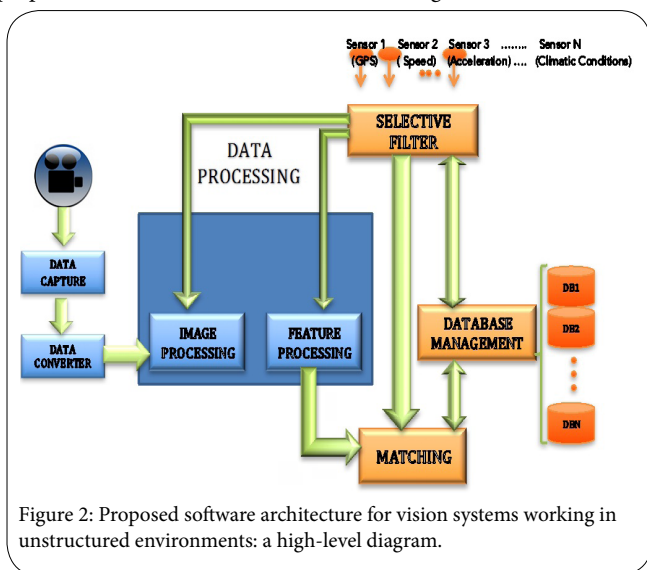 Sensor 1 Sensor 2 Sensor 3 ........ Sensor N
(GPS) ( Speed) (Acceleration) .... (Climatic Conditions)
SELECTIVE
FILTER
DATA
PROCESSING
DATA
CAPTURE
DATA
CONVERTER
IMAGE
PROCESSING
FEATURE
PROCESSING
DATABASE
MANAGEMENT
DB1
DB2
DBN
MATCHING
Figure 2: Proposed software architecture for vision systems working in
unstructured environments: a high-level diagram.